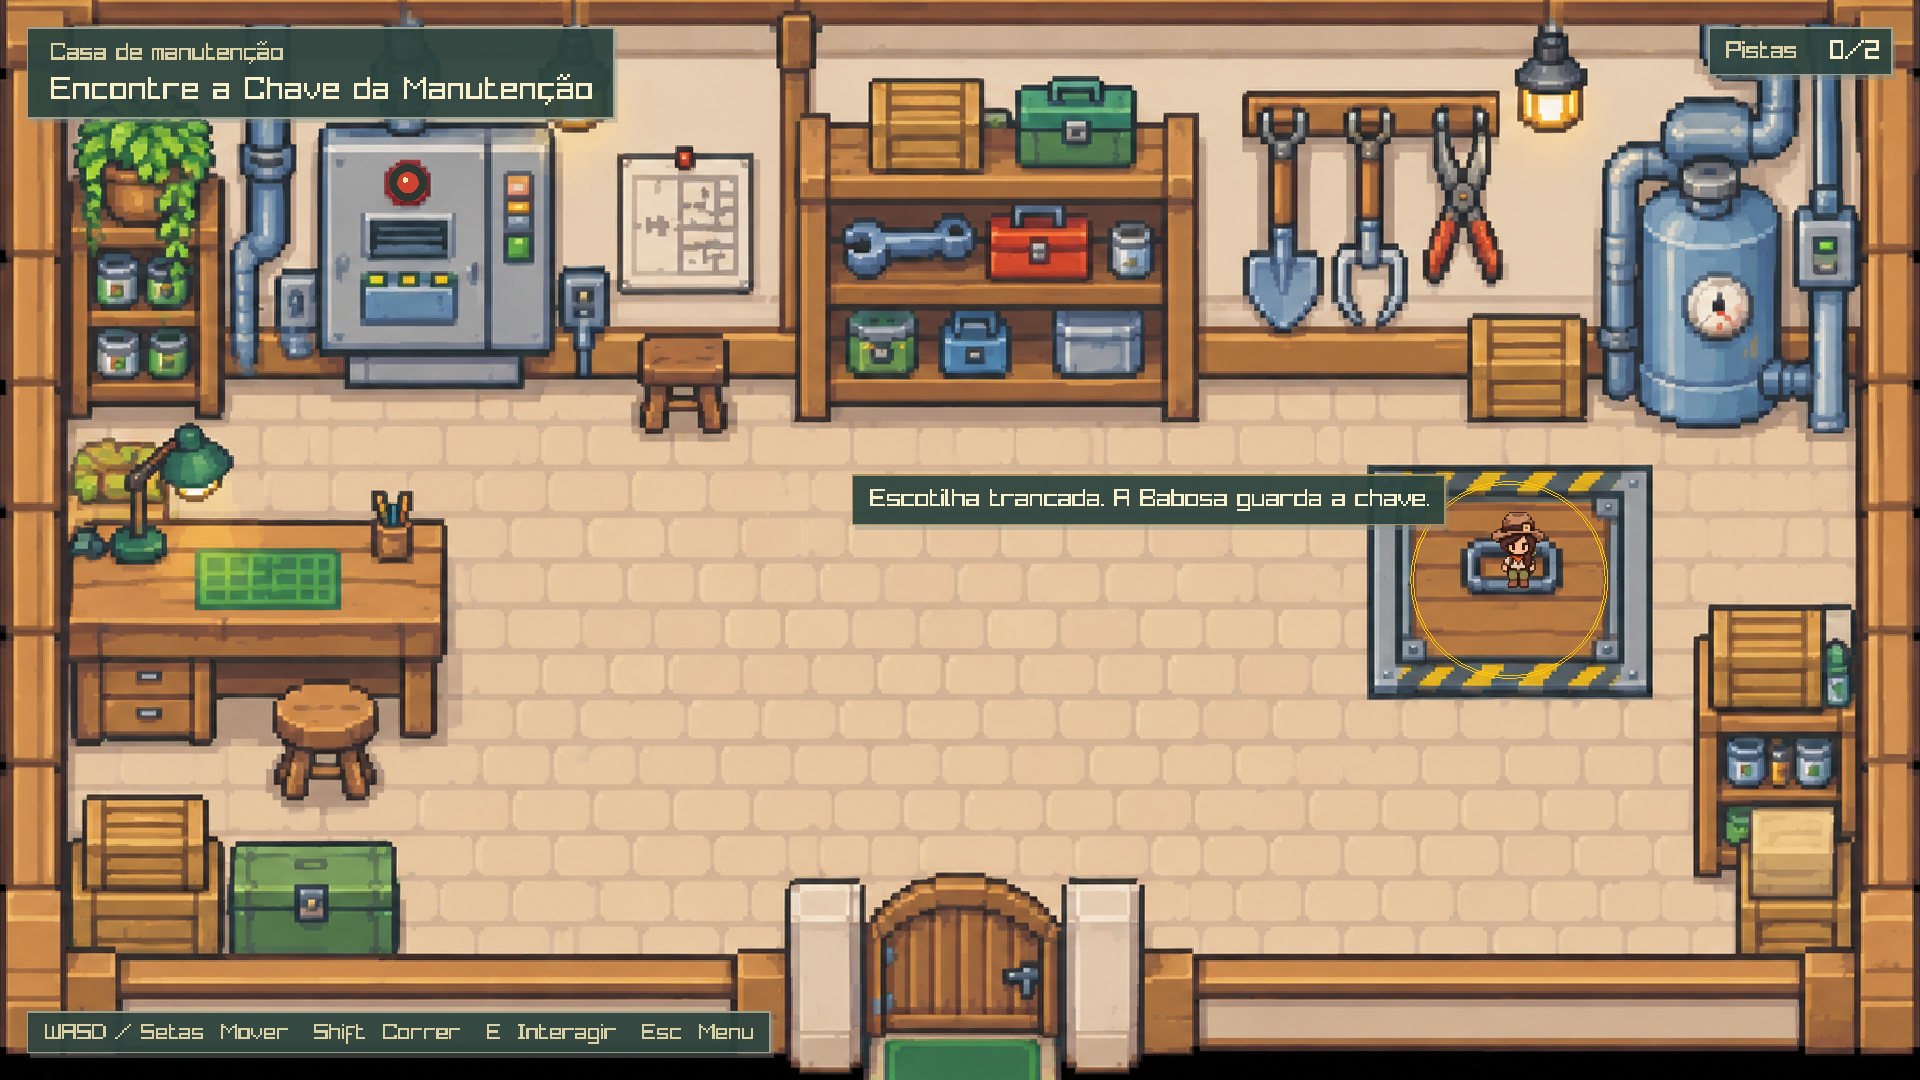 Casa de manutenção
Encontre a Chave da Manutenção
Pistas 0/2
Escotilha trancada. A Babosa guarda a chave.
WASD / Setas Mover Shift Correr E Interagir Esc Menu